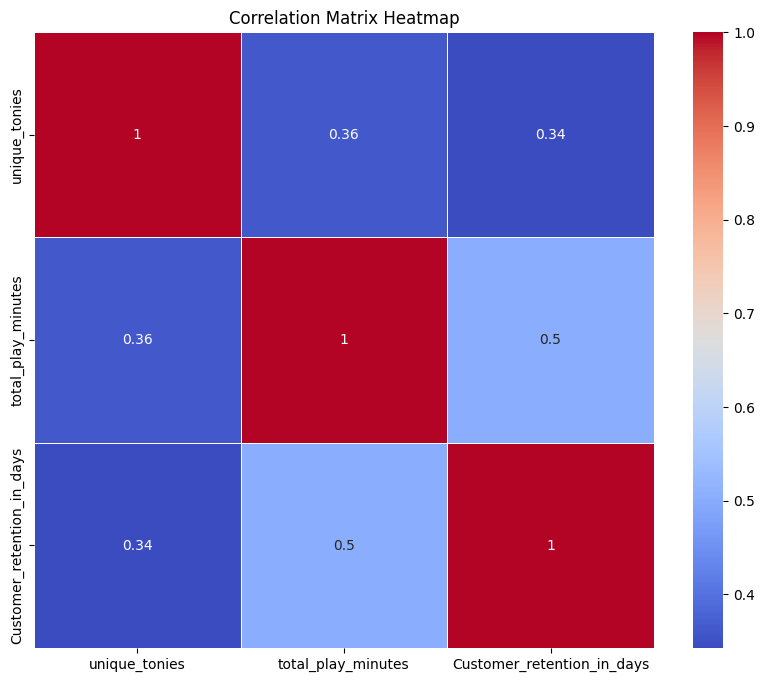 Correlation Matrix Heatmap
unique_tonies
1
0.36
0.34
total_play_minutes
0.36
1
0.5
Customer_retention_in_days
0.34
0.5
1
unique_tonies
total_play_minutes
Customer_retention_in_days
1.0
0.9
0.8
0.7
0.6
0.5
0.4